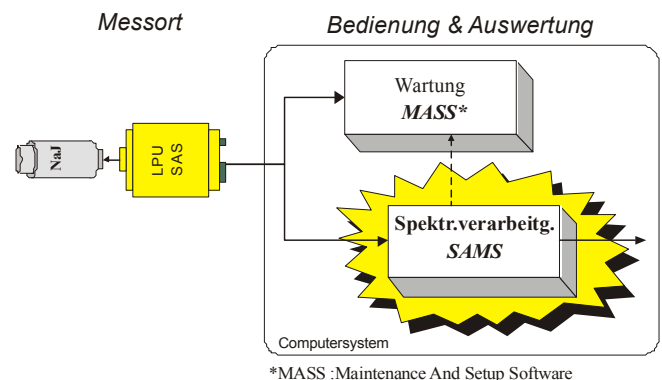 Messort
Bedienung & Auswertung
Wartung
MASS*
NaJ
LPU
SAS
Spektr.verarbeitg.
SAMS
Computersystem
*MASS :Maintenance And Setup Software